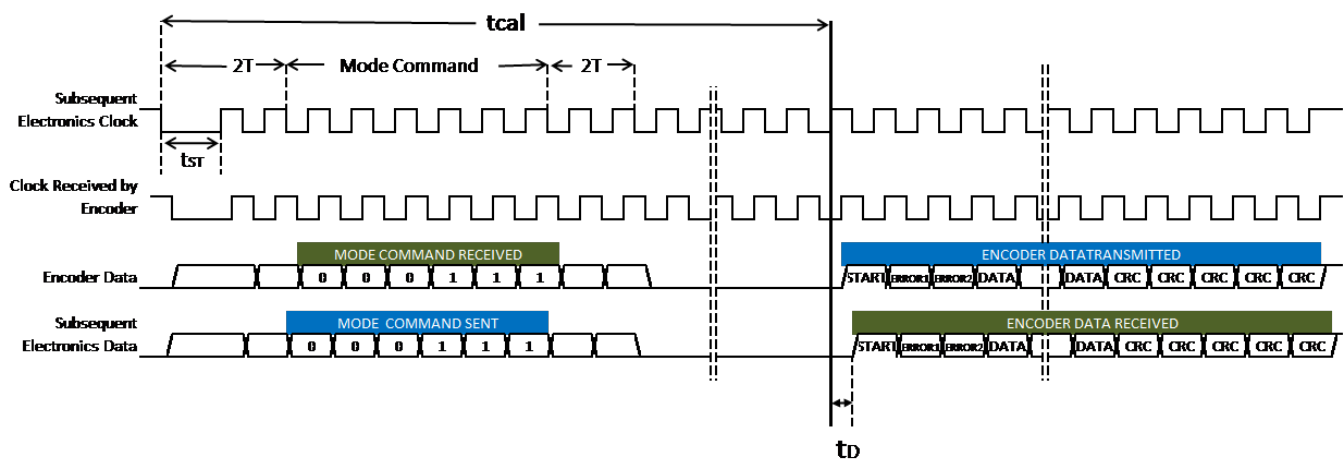 tcal
2T Mode Command 2T
Subsequent
Electronics Clock
tST
Clock Received by
Encoder
MODE COMMAND RECEIVED ENCODER DATATRANSMITTED
Encoder Data 0 0 0 1 1 1 START ERROR1 ERROR2 DATA DATA CRC CRC CRC CRC CRC
Subsequent
Electronics Data
MODE COMMAND SENT ENCODER DATA RECEIVED
0 0 0 1 1 1 START ERROR1 ERROR2 DATA DATA CRC CRC CRC CRC CRC
tD